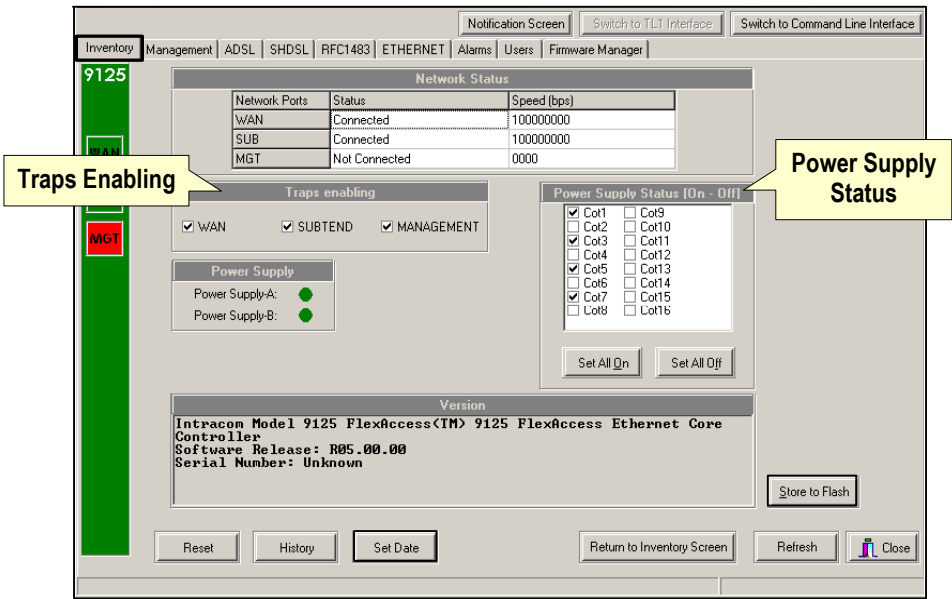 Notification Screen Switch to TL1 Interface Switch to Command Line Interface
Inventory Management ADSL SHDSL RFC1483 ETHERNET Alarms Users Firmware Manager
9125
Network Status
Network Ports Status Speed (bps)
WAN Connected 100000000
SUB Connected 100000000
MGT Not Connected 0000
WAN
Traps Enabling
Power Supply
Status
MGT
Traps enabling
WAN SUBTEND MANAGEMENT
Power Supply Status [On - Off]
Cot1 Cot9
Cot2 Cot10
Cot3 Cot11
Cot4 Cot12
Cot5 Cot13
Cot6 Cot14
Cot7 Cot15
Cot8 Cot16
Power Supply
Power Supply-A:
Power Supply-B:
Set All On Set All Off
Version
Intracom Model 9125 FlexAccess(TM) 9125 FlexAccess Ethernet Core
Controller
Software Release: R05.00.00
Serial Number: Unknown
Store to Flash
Reset History Set Date Return to Inventory Screen Refresh Close